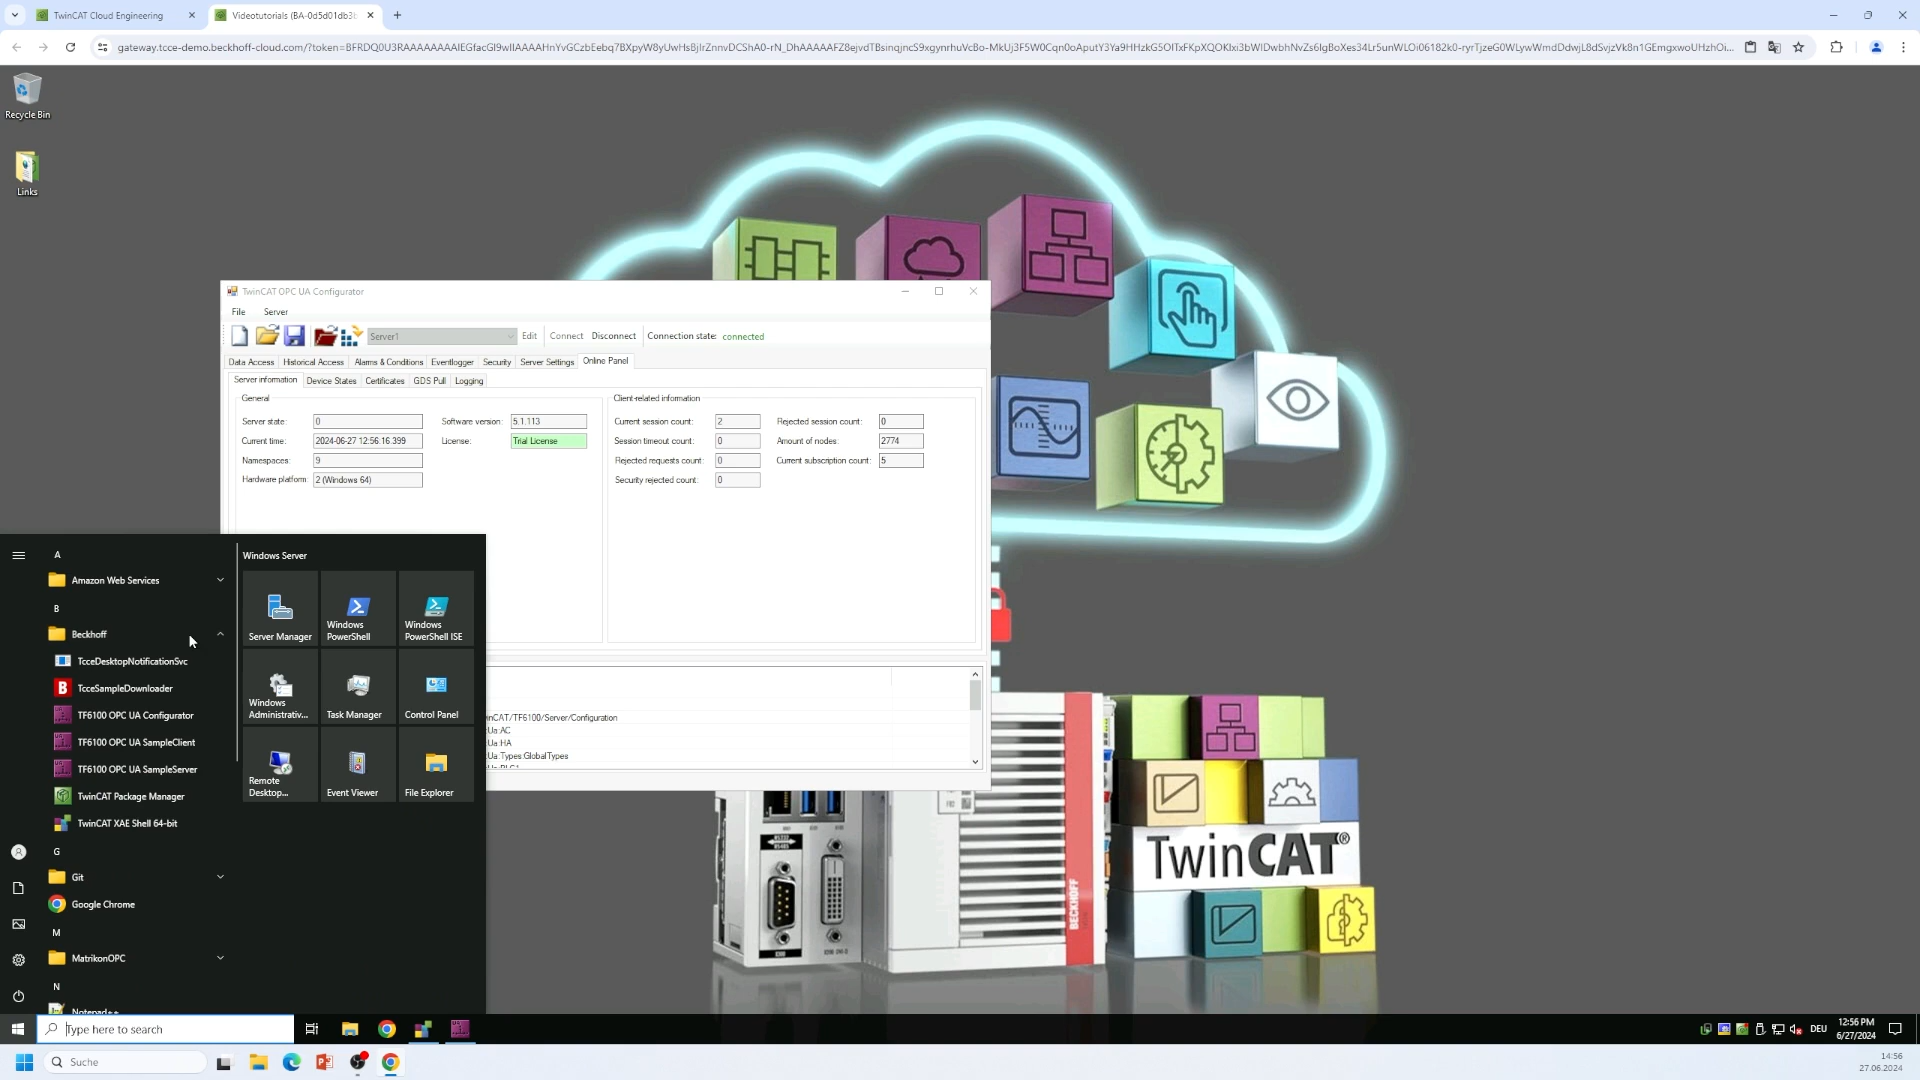 TwinCAT Cloud Engineering
Videotutorials (BA-0d5d01db3
Recycle Bin
Links
TwinCAT OPC UA Configurator
File Server
Server1 Edit Connect Disconnect Connection state: connected
Data Access Historical Access Alarms & Conditions Eventlogger Security Server Settings Online Panel
Server information Device States Certificates GDS Pull Logging
General
Client-related information
Server state: 0 Software version: 5.1.113
Current session count: 2 Rejected session count: 0
Current time: 2024-06-27 12:56:16.399 License: Trial License
Session timeout count: 0 Amount of nodes: 2774
Namespaces: 9
Rejected requests count: 0 Current subscription count: 5
Hardware platform: 2 (Windows 64)
Security rejected count: 0
inCAT/TF6100/Server/Configuration
:Ua:AC
:Ua:HA
:Ua:Types:GlobalTypes
A
Amazon Web Services
B
Beckhoff
TcceDesktopNotificationSvc
TcceSampleDownloader
TF6100 OPC UA Configurator
TF6100 OPC UA SampleClient
TF6100 OPC UA SampleServer
TwinCAT Package Manager
TwinCAT XAE Shell 64-bit
G
Git
Google Chrome
M
MatrikonOPC
N
Notepad++
Windows Server
Server Manager
Windows PowerShell
Windows PowerShell ISE
Windows Administrativ...
Task Manager
Control Panel
Remote Desktop...
Event Viewer
File Explorer
BECKHOFF
TwinCAT®
Type here to search
DEU
12:56 PM
6/27/2024
Suche
14:56
27.06.2024